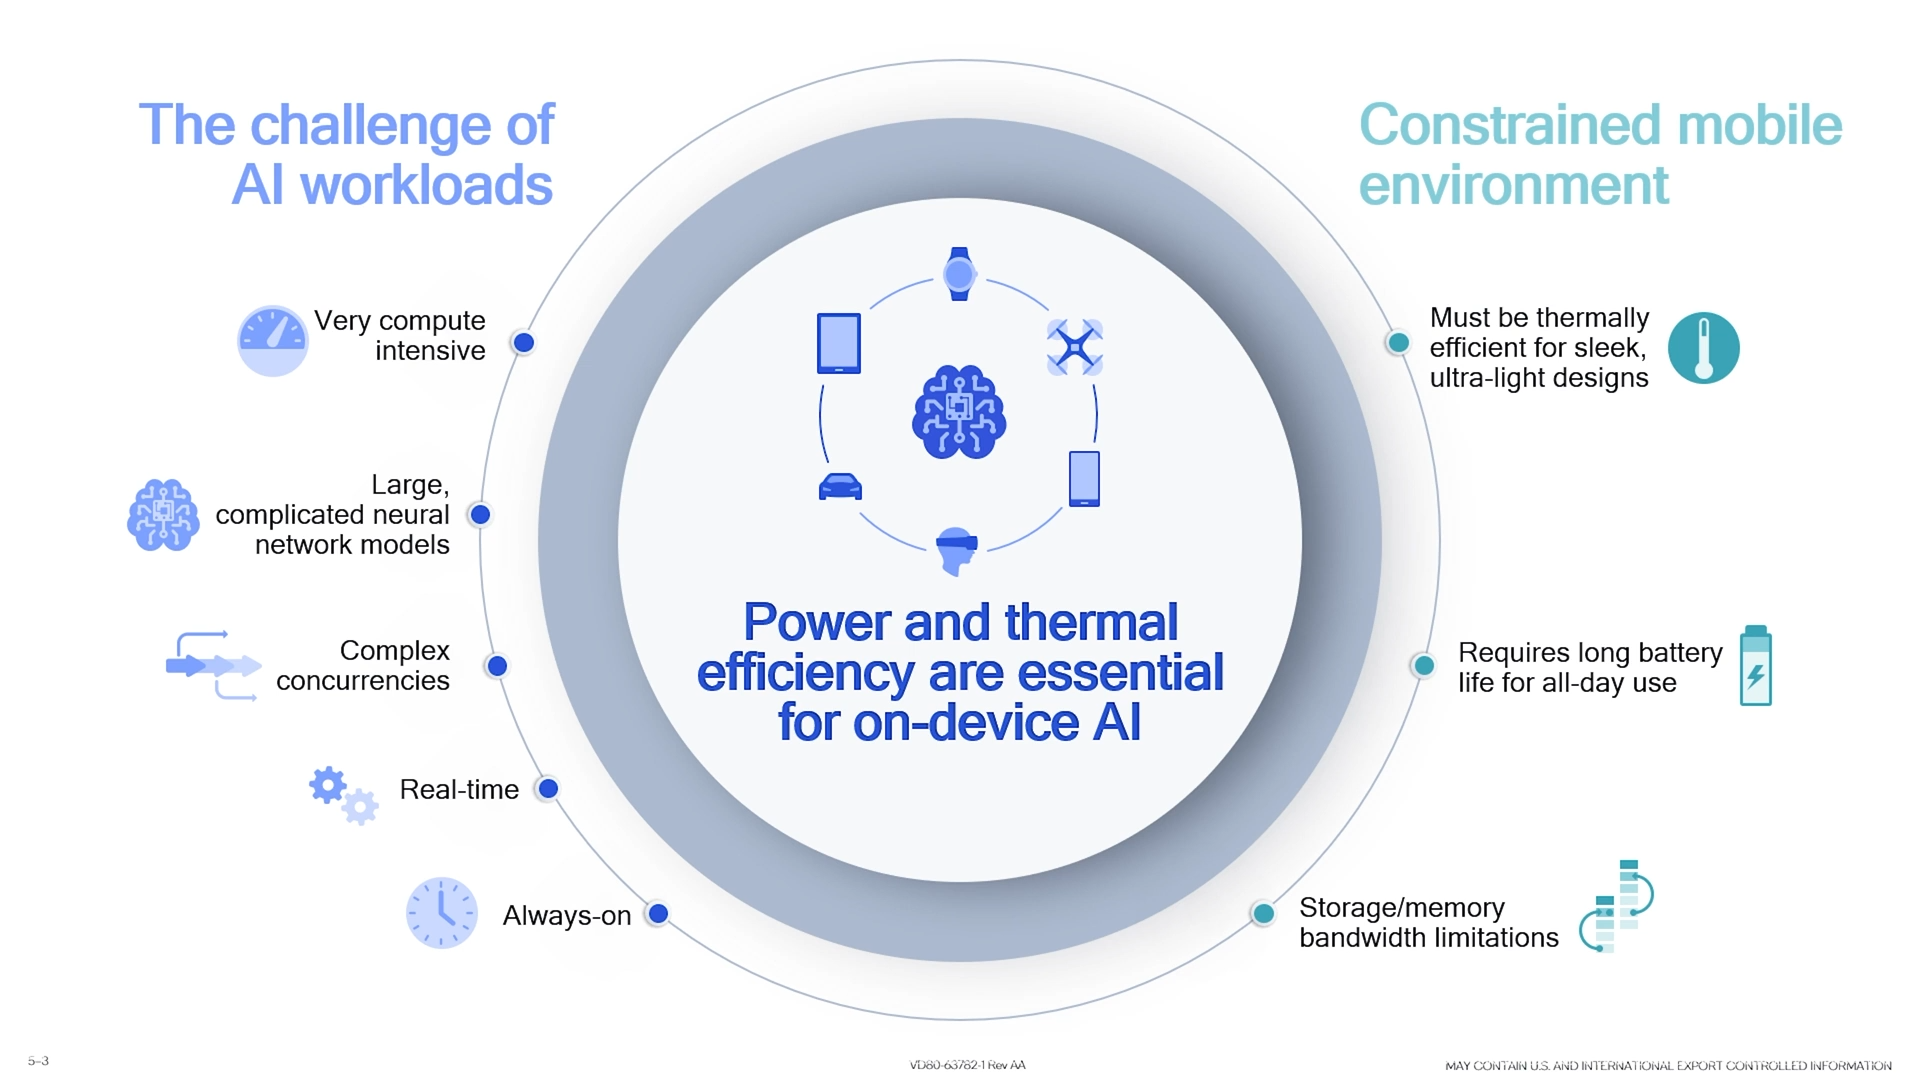 The challenge of
AI workloads
Very compute
intensive
Large,
complicated neural
network models
Complex
concurrencies
Real-time
Always-on
Power and thermal
efficiency are essential
for on-device AI
Constrained mobile
environment
Must be thermally
efficient for sleek,
ultra-light designs
Requires long battery
life for all-day use
Storage/memory
bandwidth limitations
5-3
VD80-63782-1 Rev AA
MAY CONTAIN U.S. AND INTERNATIONAL EXPORT CONTROLLED INFORMATION